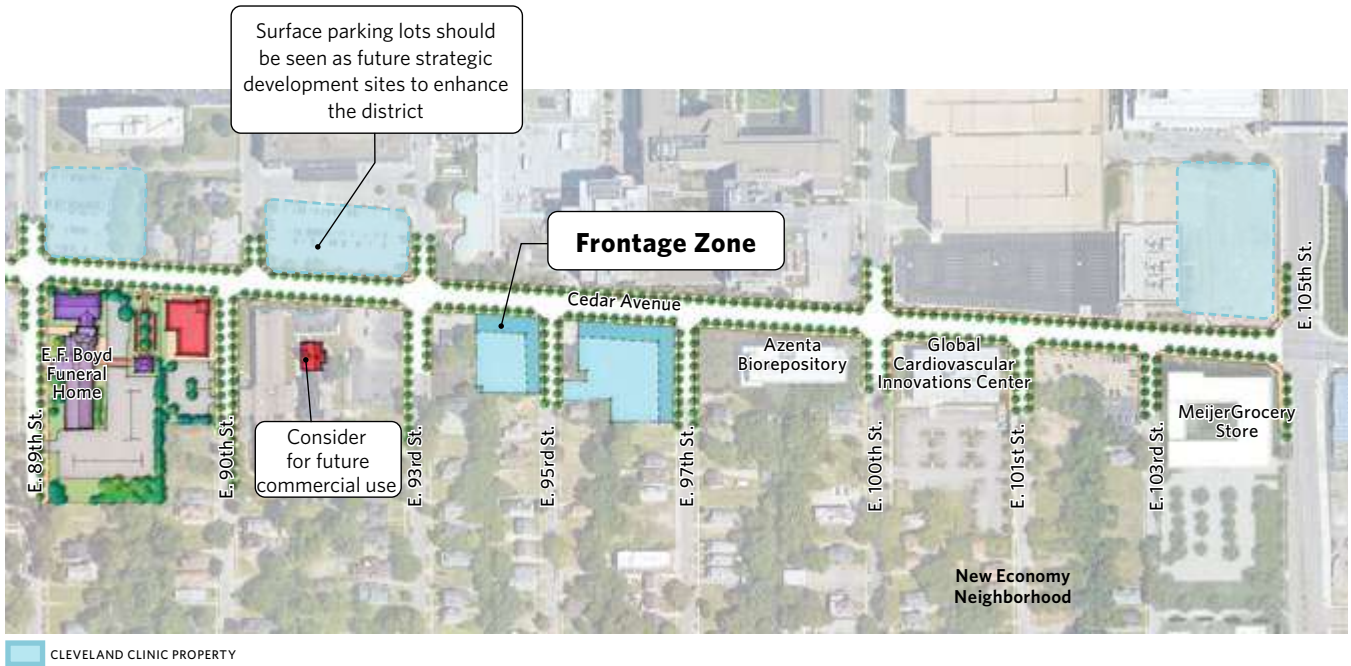 Surface parking lots should
be seen as future strategic
development sites to enhance
the district
Frontage Zone
Cedar Avenue
E. 105th St.
E.F. Boyd
Funeral
Home
Azenta
Biorepository
Global
Cardiovascular
Innovations Center
MeijerGrocery
Store
E. 89th St.
E. 90th St.
Consider
for future
commercial use
E. 93rd St.
E. 95rd St.
E. 97th St.
E. 100th St.
E. 101st St.
E. 103rd St.
New Economy
Neighborhood
CLEVELAND CLINIC PROPERTY